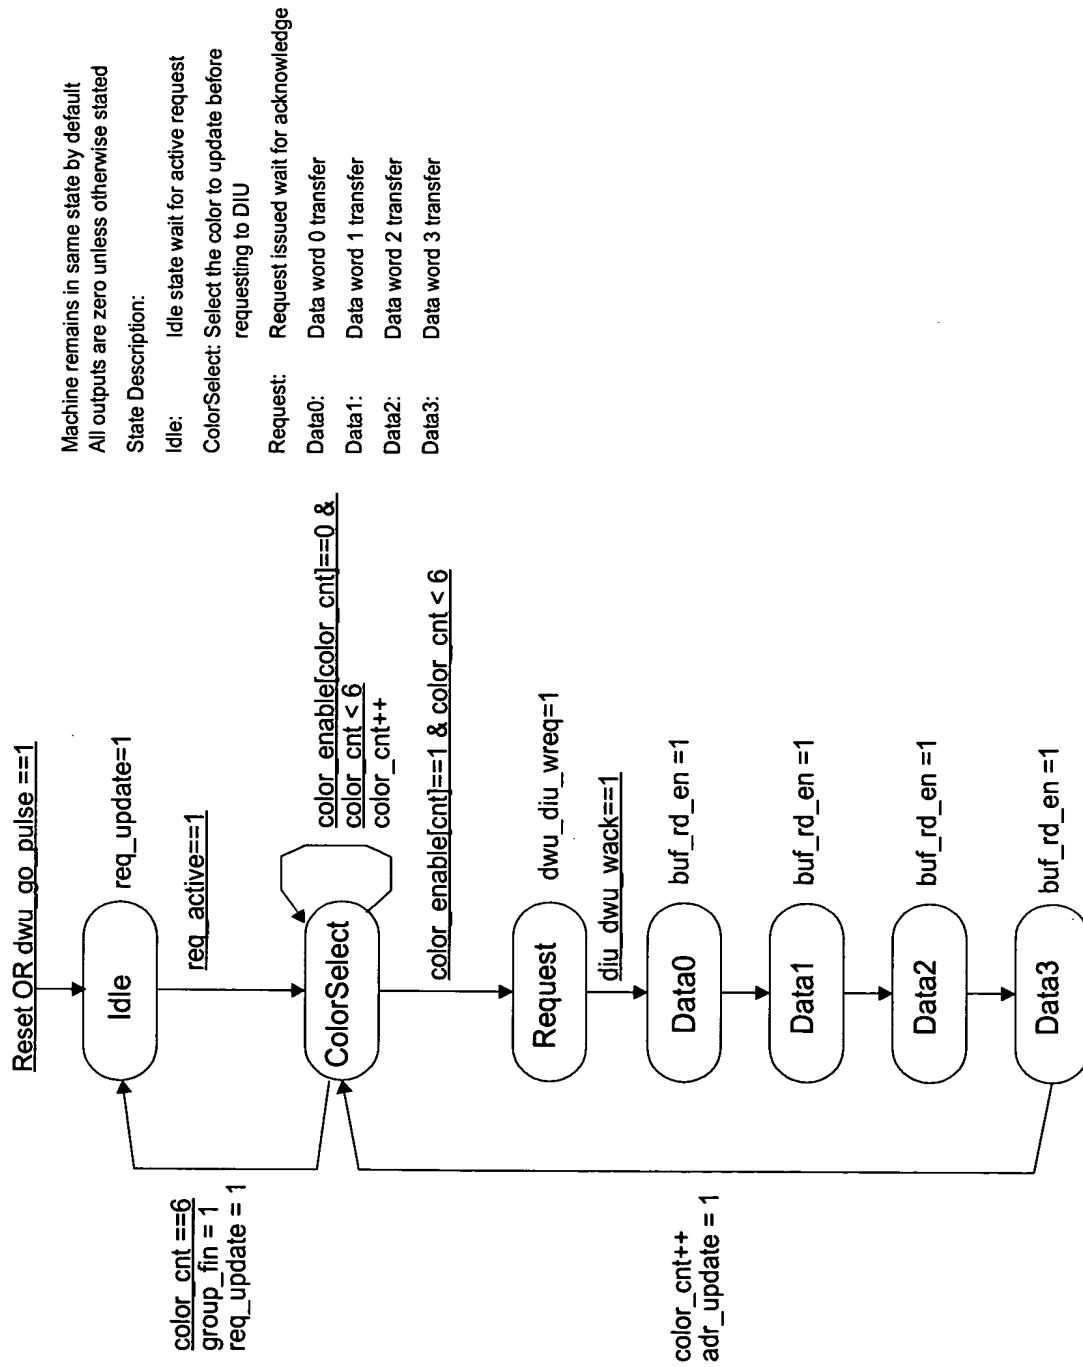 Reset OR dwu_go_pulse ==1
Idle
req_update=1
req_active==1
color_cnt ==6
group_fin = 1
req_update = 1
ColorSelect
color_enable[color_cnt]==0 &
color_cnt < 6
color_cnt++
color_enable[cnt]==1 & color_cnt < 6
Request
dwu_diu_wreq=1
diu_dwu_wack==1
Data0
buf_rd_en =1
Data1
buf_rd_en =1
Data2
buf_rd_en =1
Data3
buf_rd_en =1
color_cnt++
adr_update = 1
Machine remains in same state by default
All outputs are zero unless otherwise stated
State Description:
Idle: Idle state wait for active request
ColorSelect: Select the color to update before
requesting to DIU
Request: Request issued wait for acknowledge
Data0: Data word 0 transfer
Data1: Data word 1 transfer
Data2: Data word 2 transfer
Data3: Data word 3 transfer